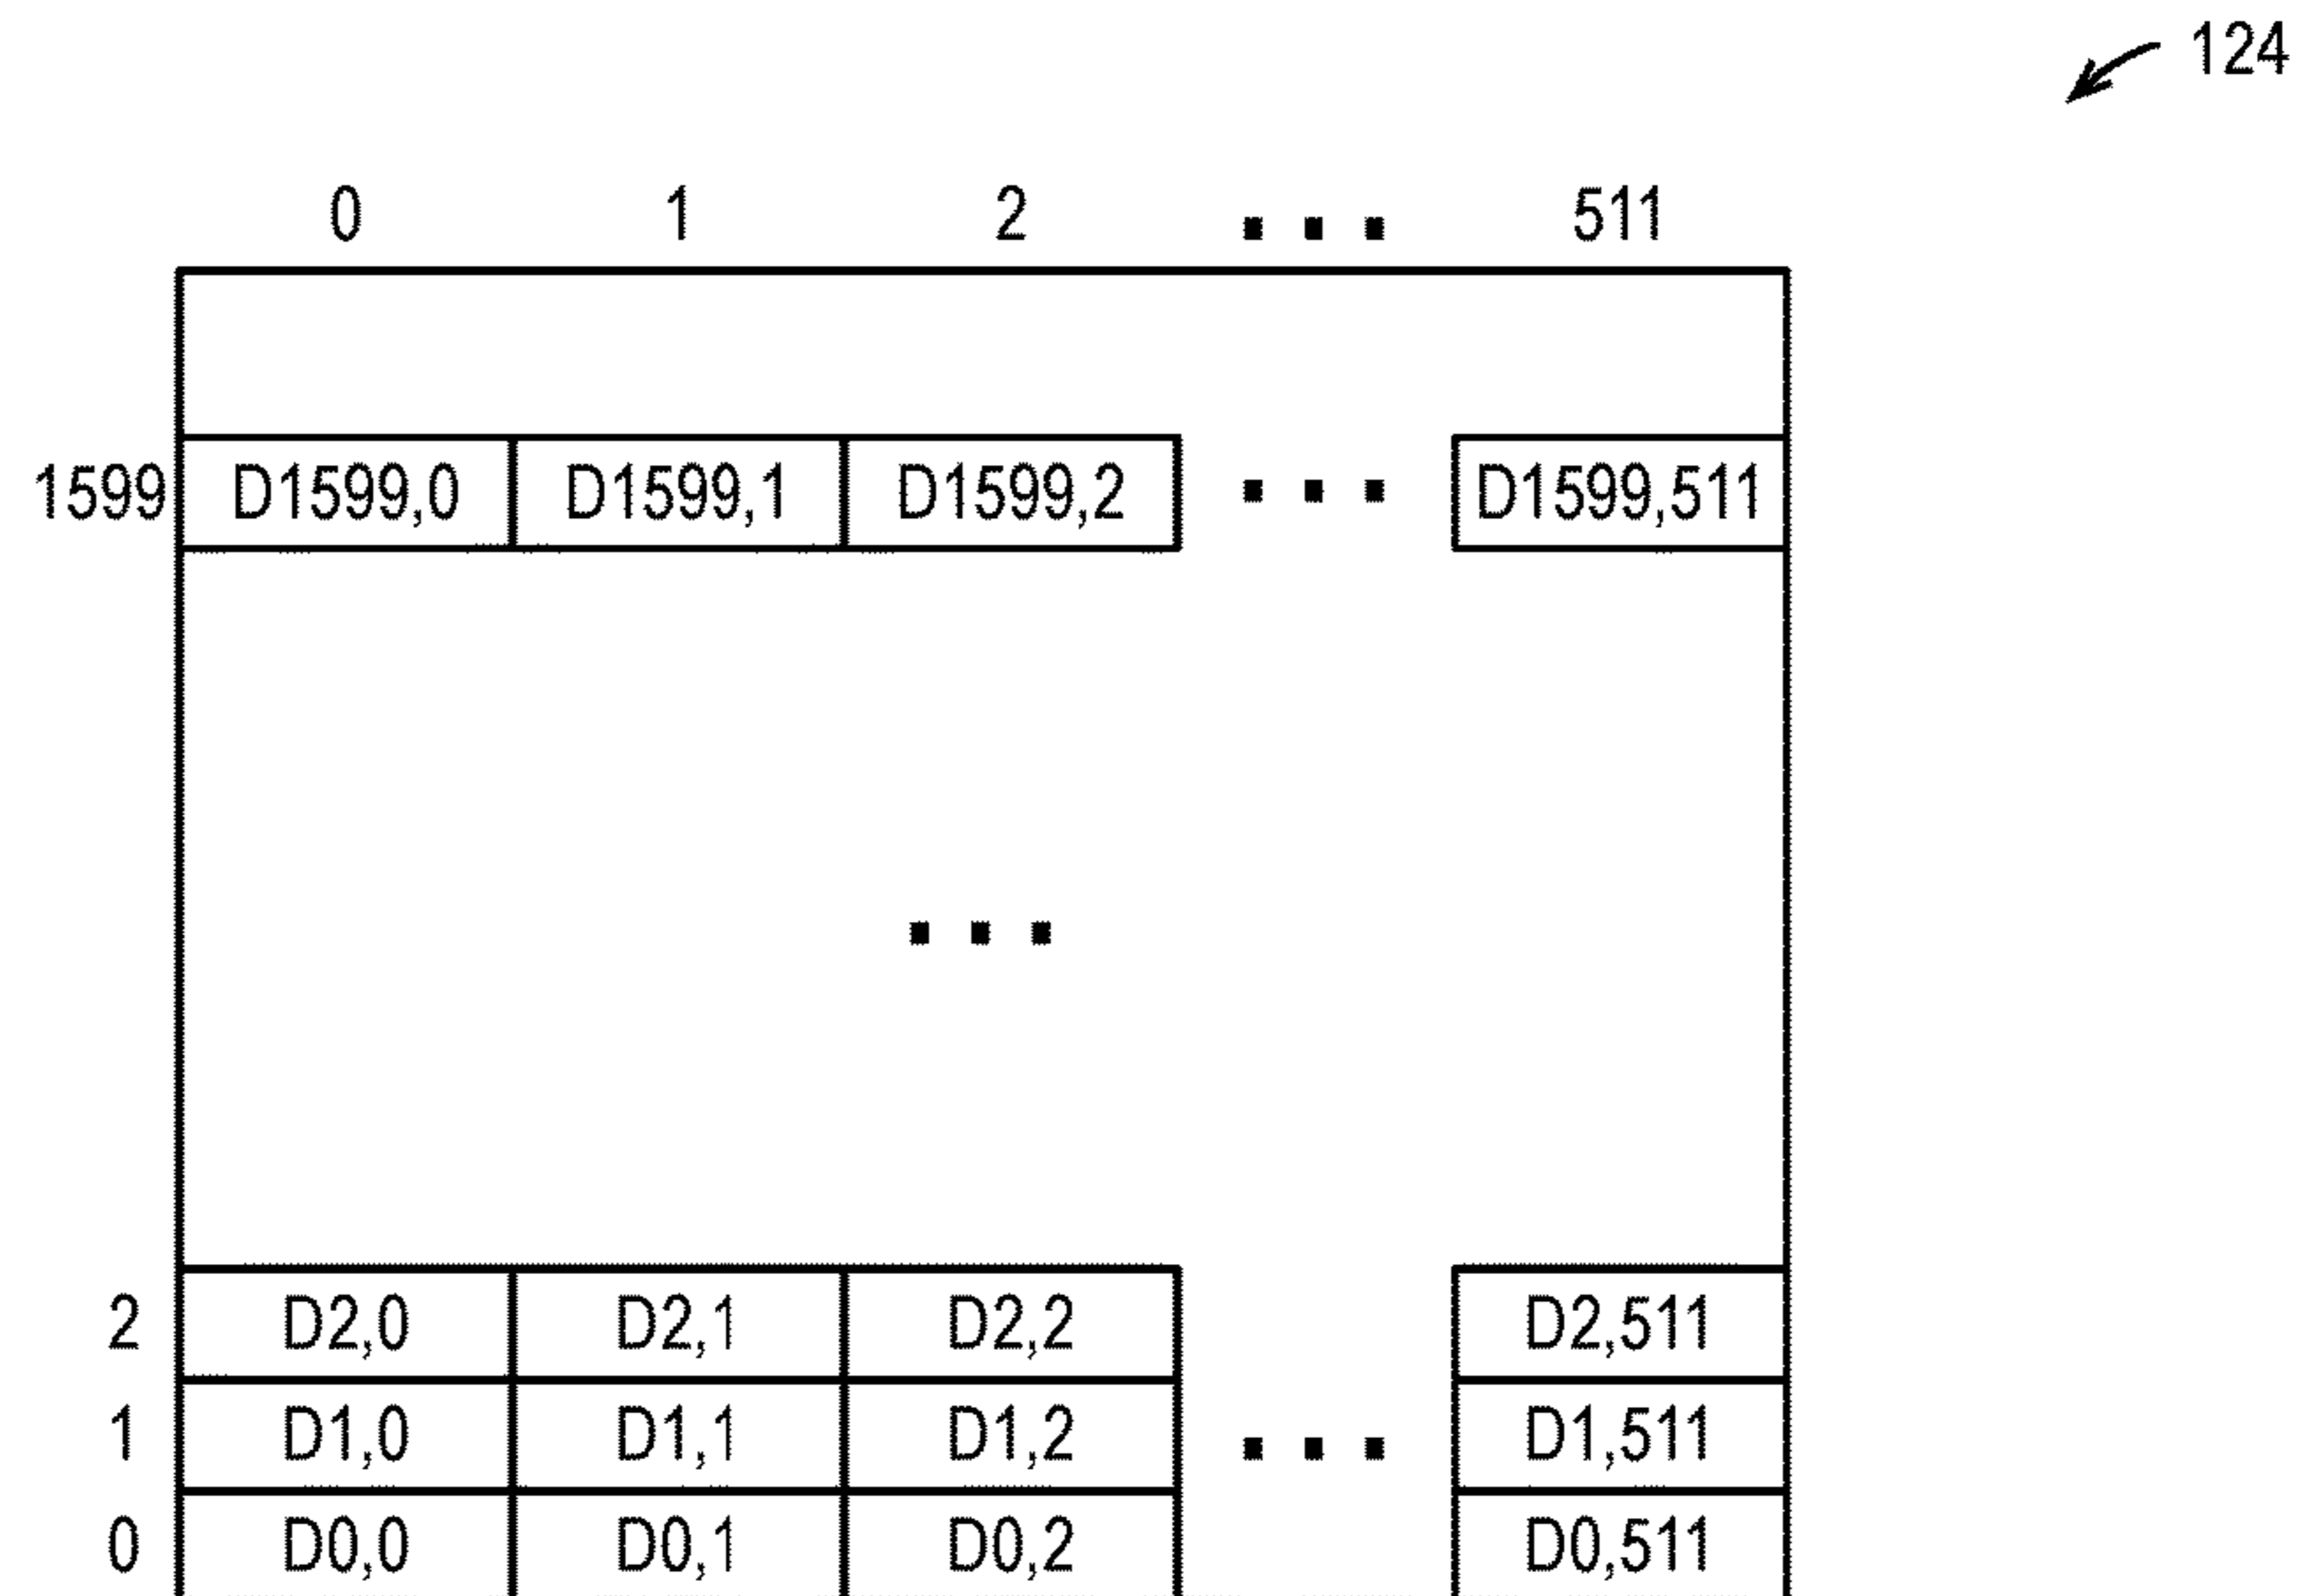 124
0 1 2 ... 511
1599 D1599,0 D1599,1 D1599,2 ... D1599,511
...
2 D2,0 D2,1 D2,2 D2,511
1 D1,0 D1,1 D1,2 ... D1,511
0 D0,0 D0,1 D0,2 D0,511